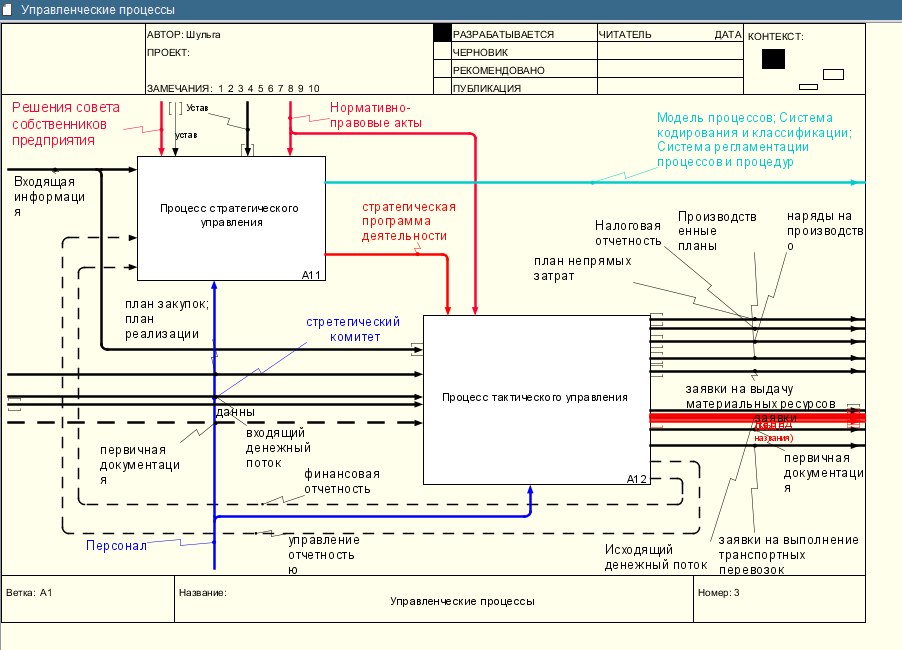 Управленческие процессы
АВТОР: Шульга
ПРОЕКТ:
ЗАМЕЧАНИЯ: 1 2 3 4 5 6 7 8 9 10
РАЗРАБАТЫВАЕТСЯ
ЧЕРНОВИК
РЕКОМЕНДОВАНО
ПУБЛИКАЦИЯ
ЧИТАТЕЛЬ
ДАТА
КОНТЕКСТ:
Решения совета
собственников
предприятия
Устав
устав
Нормативно-
правовые акты
Модель процессов; Система
кодирования и классификации;
Система регламентации
процессов и процедур
Входящая
информаци
я
Процесс стратегического
управления
A11
стратегическая
программа
деятельности
Налоговая
отчетность
Производств
енные
планы
наряды на
производств
о
план непрямых
затрат
план закупок;
план
реализации
стретегический
комитет
Процесс тактического управления
A12
данны
входящий
денежный
поток
первичная
документаци
я
финансовая
отчетность
заявки на выдачу
материальных ресурсов
заявки
названия)
первичная
документаци
я
Персонал
управление
отчетность
ю
Исходящий
денежный поток
заявки на выполнение
транспортных
перевозок
Ветка: A1
Название:
Управленческие процессы
Номер: 3